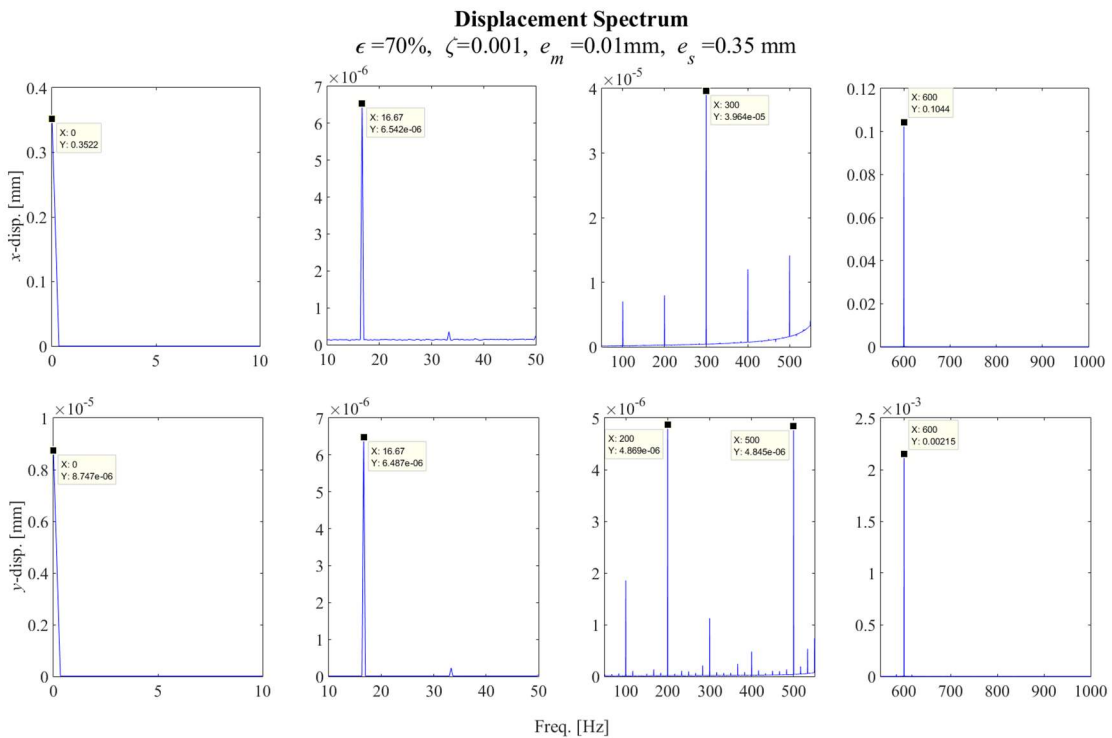 Displacement Spectrum
ϵ =70%, ζ=0.001, e_m =0.01mm, e_s =0.35 mm
x-disp. [mm]
0.4
0.3
0.2
0.1
0
0 5 10
X: 0
Y: 0.3522
×10^-6
7
6
5
4
3
2
1
0
10 20 30 40 50
X: 16.67
Y: 6.542e-06
×10^-5
4
3
2
1
0
100 200 300 400 500
X: 300
Y: 3.964e-05
0.12
0.1
0.08
0.06
0.04
0.02
0
600 700 800 900 1000
X: 600
Y: 0.1044
y-disp. [mm]
×10^-5
1
0.8
0.6
0.4
0.2
0
0 5 10
X: 0
Y: 8.747e-06
×10^-6
7
6
5
4
3
2
1
0
10 20 30 40 50
X: 16.67
Y: 6.487e-06
×10^-6
5
4
3
2
1
0
100 200 300 400 500
X: 200
Y: 4.869e-06
X: 500
Y: 4.845e-06
×10^-3
2.5
2
1.5
1
0.5
0
600 700 800 900 1000
X: 600
Y: 0.00215
Freq. [Hz]